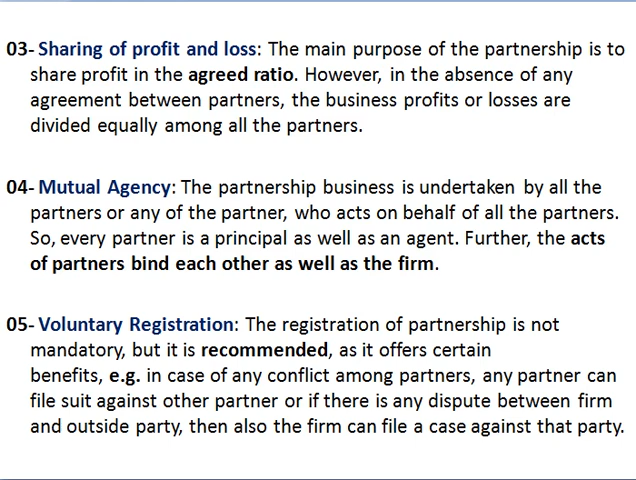 03- Sharing of profit and loss: The main purpose of the partnership is to
share profit in the agreed ratio. However, in the absence of any
agreement between partners, the business profits or losses are
divided equally among all the partners.
04- Mutual Agency: The partnership business is undertaken by all the
partners or any of the partner, who acts on behalf of all the partners.
So, every partner is a principal as well as an agent. Further, the acts
of partners bind each other as well as the firm.
05- Voluntary Registration: The registration of partnership is not
mandatory, but it is recommended, as it offers certain
benefits, e.g. in case of any conflict among partners, any partner can
file suit against other partner or if there is any dispute between firm
and outside party, then also the firm can file a case against that party.